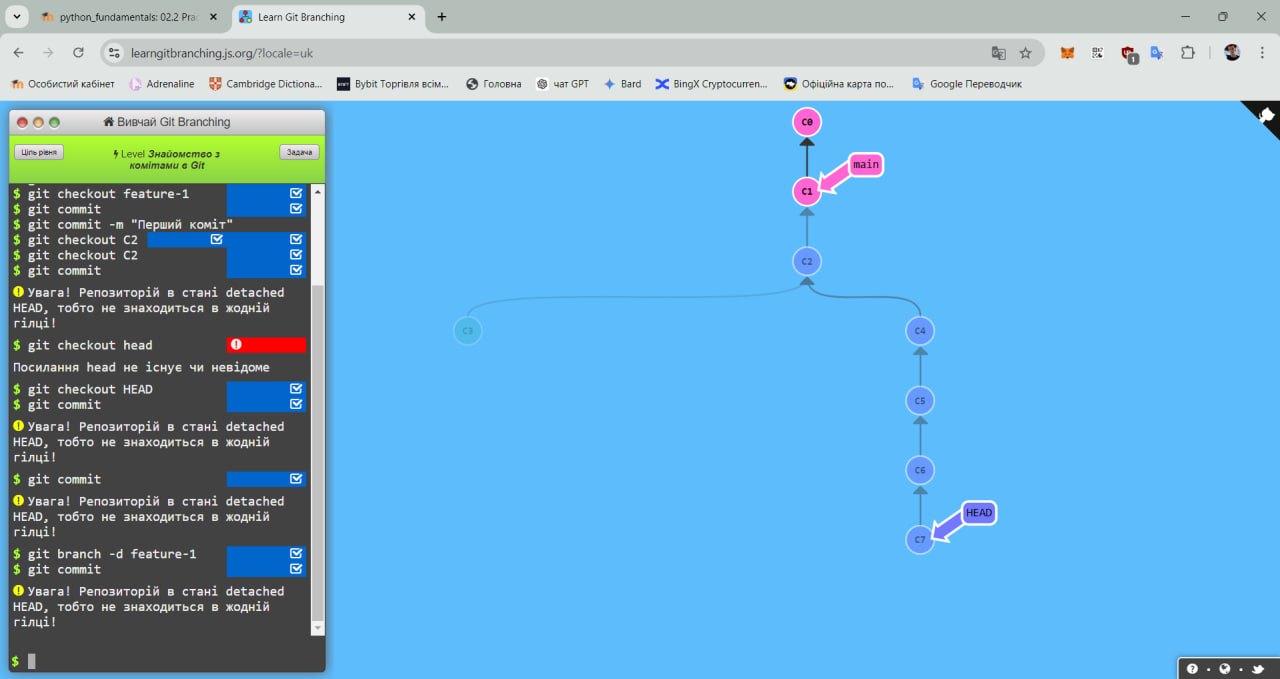 python_fundamentals: 02.2 Prac
Learn Git Branching
learngitbranching.js.org/?locale=uk
1
Особистий кабінет
Adrenaline
Cambridge Dictiona...
Bybit Торгівля всім...
Головна
чат GPT
Bard
BingX Cryptocurren...
Офіційна карта по...
Google Переводчик
Вивчай Git Branching
Ціль рівня
Level Знайомство з
комітами в Git
Задача
$ git checkout feature-1
$ git commit
$ git commit -m "Перший коміт"
$ git checkout C2
$ git checkout C2
$ git commit
Увага! Репозиторій в стані detached
HEAD, тобто не знаходиться в жодній
гілці!
$ git checkout head
Посилання head не існує чи невідоме
$ git checkout HEAD
$ git commit
Увага! Репозиторій в стані detached
HEAD, тобто не знаходиться в жодній
гілці!
$ git commit
Увага! Репозиторій в стані detached
HEAD, тобто не знаходиться в жодній
гілці!
$ git branch -d feature-1
$ git commit
Увага! Репозиторій в стані detached
HEAD, тобто не знаходиться в жодній
гілці!
$
C0
main
C1
C2
C3
C4
C5
C6
HEAD
C7